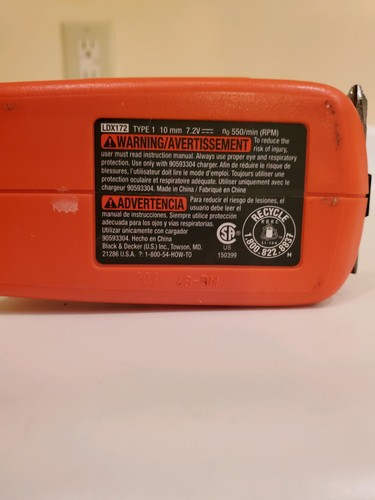 LDX172 TYPE 1 10 mm 7.2V n₀ 550/min (RPM)
WARNING/AVERTISSEMENT To reduce the risk of injury,
user must read instruction manual. Always use proper eye and respiratory
protection. Use only with 90593304 charger. Afin de réduire le risque de
blessures, l'utilisateur doit lire le mode d'emploi. Toujours utiliser une
protection oculaire et respiratoire adéquate. Utiliser uniquement avec le
chargeur 90593304. Made in China / Fabriqué en China
ADVERTENCIA Para reducir el riesgo de lesiones, el usuario debe leer el
manual de instrucciones. Siempre utilice protección
adecuada para los ojos y vías respiratorias.
Utilizar únicamente con cargador
90593304. Hecho en China
Black & Decker (U.S.) Inc., Towson, MD.
21286 U.S.A. ?: 1-800-54-HOW-TO
SA
US
150399
RECYCLE
RBRC
Li-ion
1.800.822.8837
H